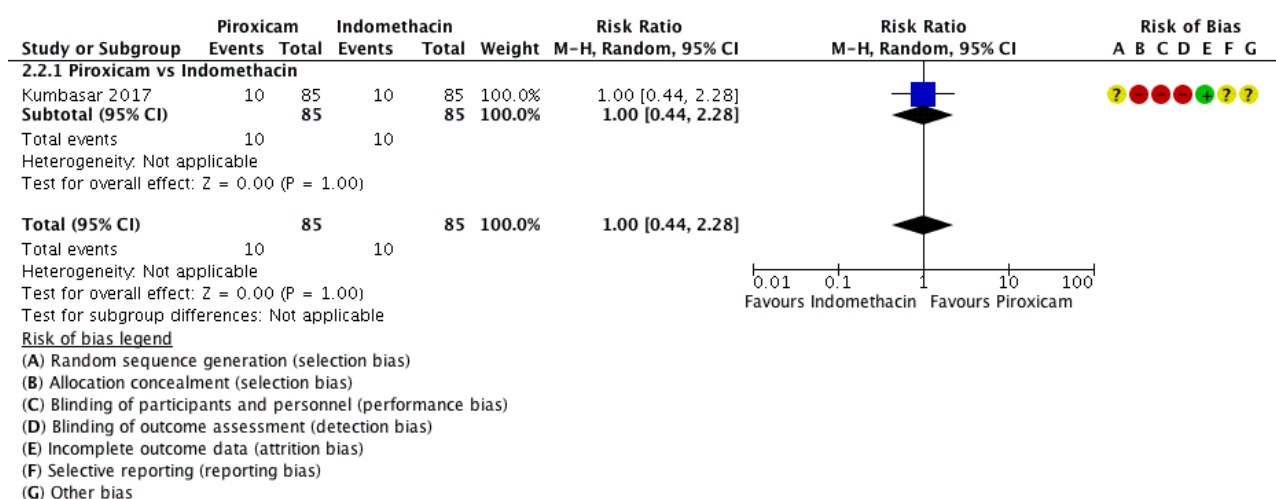 Piroxicam Indomethacin Risk Ratio Risk Ratio Risk of Bias
Study or Subgroup Events Total Events Total Weight M-H, Random, 95% CI M-H, Random, 95% CI A B C D E F G
2.2.1 Piroxicam vs Indomethacin
Kumbasar 2017 10 85 10 85 100.0% 1.00 [0.44, 2.28] ? - - - + ? ?
Subtotal (95% CI) 85 85 100.0% 1.00 [0.44, 2.28]
Total events 10 10
Heterogeneity: Not applicable
Test for overall effect: Z = 0.00 (P = 1.00)
Total (95% CI) 85 85 100.0% 1.00 [0.44, 2.28]
Total events 10 10
Heterogeneity: Not applicable
Test for overall effect: Z = 0.00 (P = 1.00)
Test for subgroup differences: Not applicable
0.01 0.1 1 10 100
Favours Indomethacin Favours Piroxicam
Risk of bias legend
(A) Random sequence generation (selection bias)
(B) Allocation concealment (selection bias)
(C) Blinding of participants and personnel (performance bias)
(D) Blinding of outcome assessment (detection bias)
(E) Incomplete outcome data (attrition bias)
(F) Selective reporting (reporting bias)
(G) Other bias